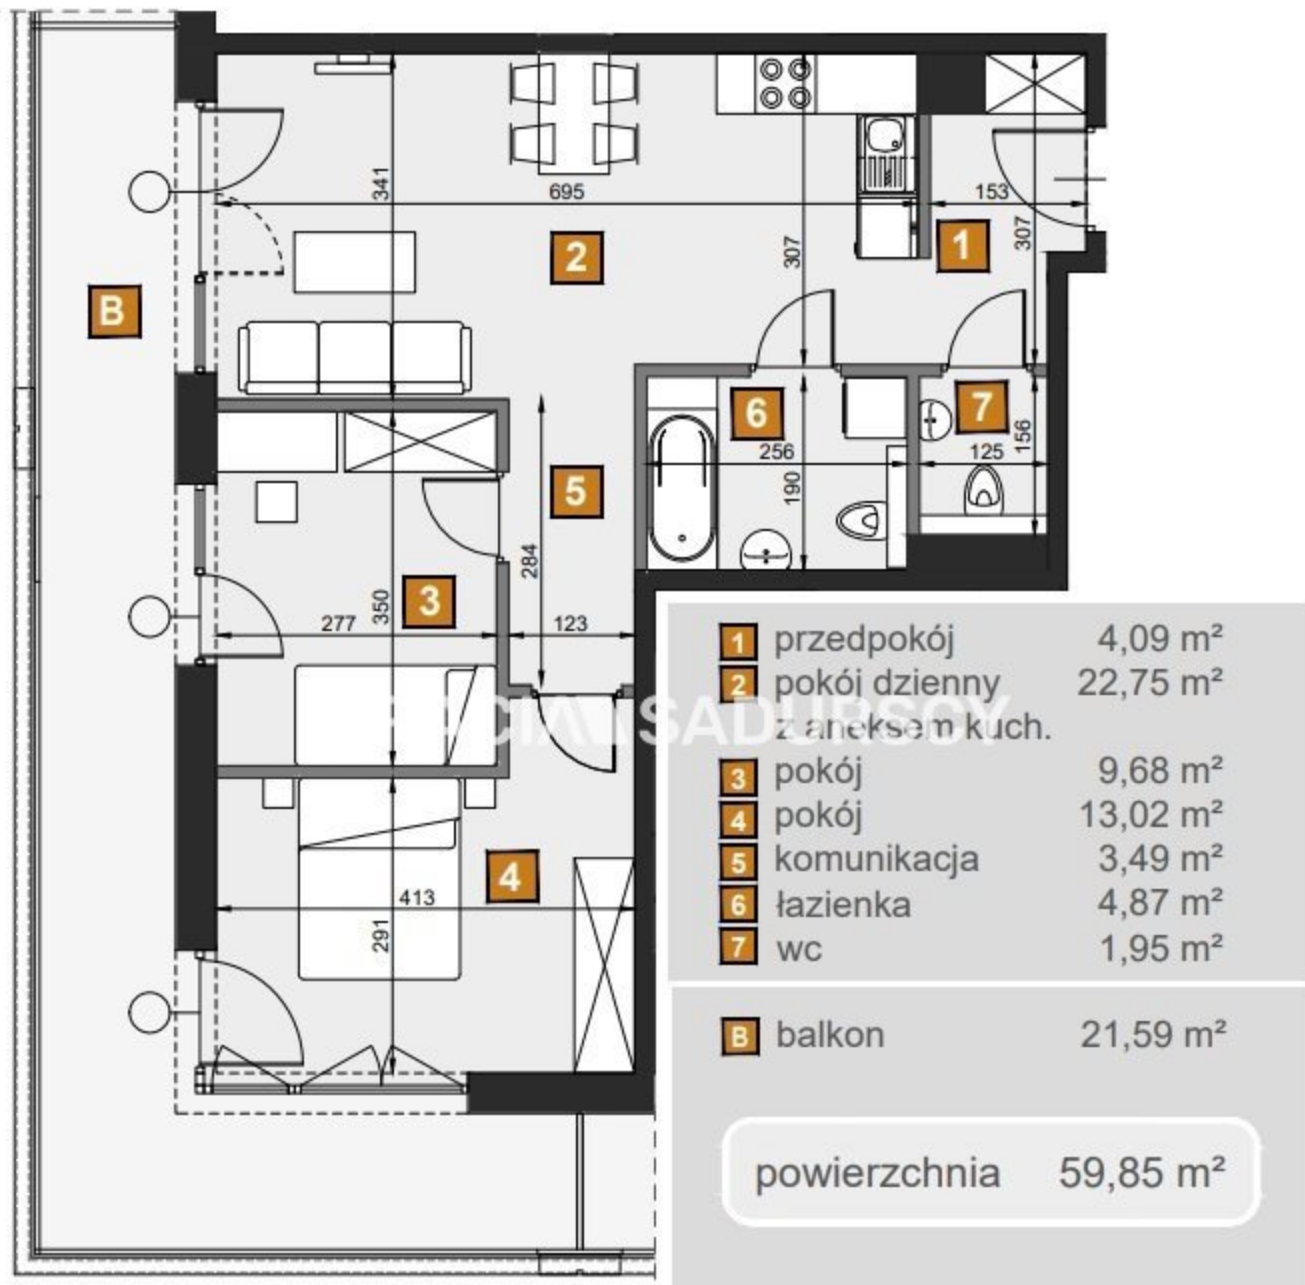 341
695
153
307
307
2
1
B
6
7
256
125
156
190
5
284
3
350
277
123
4
413
291
1 przedpokój 4,09 m²
2 pokój dzienny 22,75 m²
z aneksem kuch.
SADURSCY
3 pokój 9,68 m²
4 pokój 13,02 m²
5 komunikacja 3,49 m²
6 łazienka 4,87 m²
7 wc 1,95 m²
B balkon 21,59 m²
powierzchnia 59,85 m²